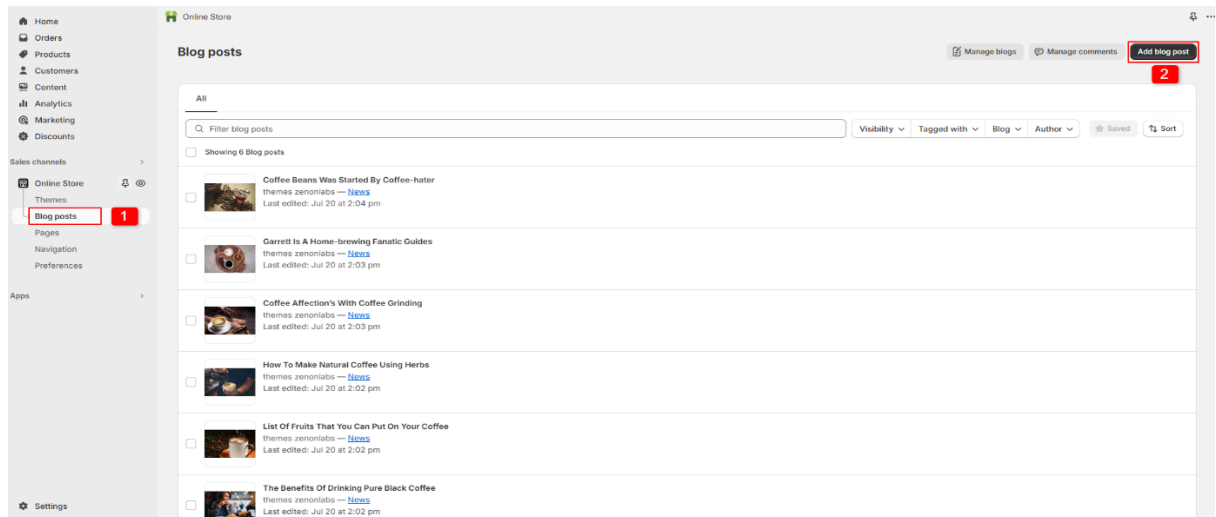 Home
Orders
Products
Customers
Content
Analytics
Marketing
Discounts
Sales channels
Online Store
Themes
Blog posts
1
Pages
Navigation
Preferences
Apps
Settings
Online Store
Blog posts
Manage blogs
Manage comments
Add blog post
2
All
Filter blog posts
Visibility
Tagged with
Blog
Author
Saved
Sort
Showing 6 Blog posts
Coffee Beans Was Started By Coffee-hater
themes zenonlabs — News
Last edited: Jul 20 at 2:04 pm
Garrett Is A Home-brewing Fanatic Guides
themes zenonlabs — News
Last edited: Jul 20 at 2:03 pm
Coffee Affection's With Coffee Grinding
themes zenonlabs — News
Last edited: Jul 20 at 2:03 pm
How To Make Natural Coffee Using Herbs
themes zenonlabs — News
Last edited: Jul 20 at 2:02 pm
List Of Fruits That You Can Put On Your Coffee
themes zenonlabs — News
Last edited: Jul 20 at 2:02 pm
The Benefits Of Drinking Pure Black Coffee
themes zenonlabs — News
Last edited: Jul 20 at 2:02 pm